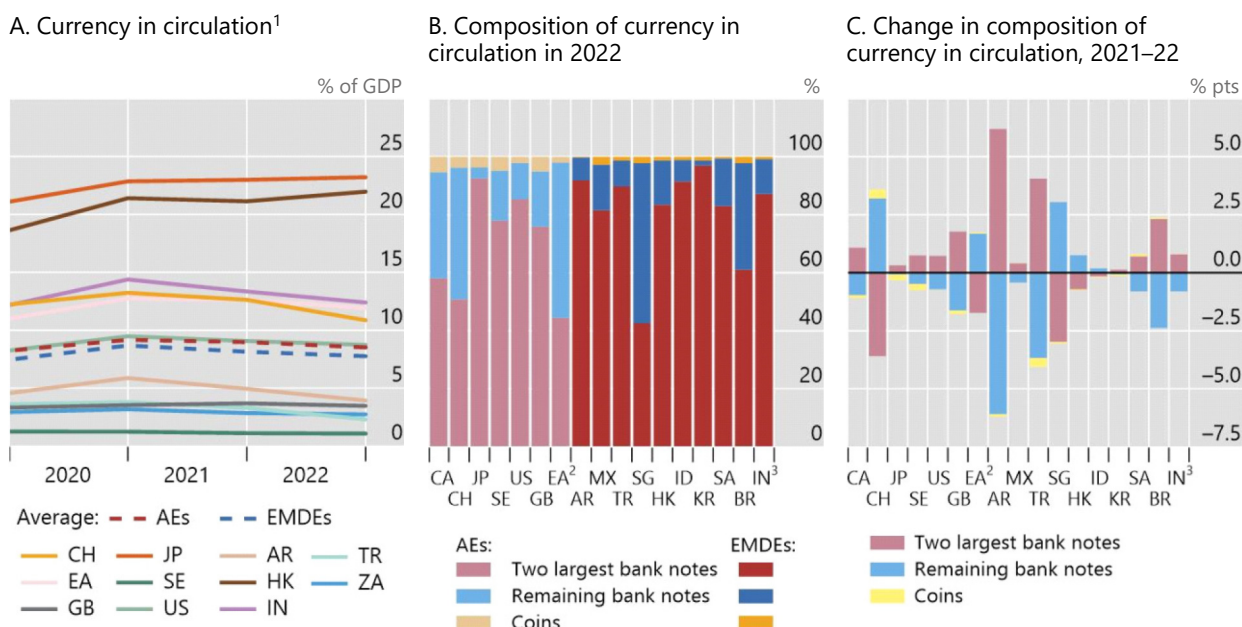 A. Currency in circulation1
% of GDP
25
20
15
10
5
0
2020 2021 2022
Average: AEs EMDEs
CH JP AR TR
EA SE HK ZA
GB US IN
B. Composition of currency in
circulation in 2022
%
100
80
60
40
20
0
CA JP US EA2 MX SG ID SA IN3
CH SE GB AR TR HK KR BR
AEs: EMDEs:
Two largest bank notes
Remaining bank notes
Coins
C. Change in composition of
currency in circulation, 2021–22
% pts
5.0
2.5
0.0
–2.5
–5.0
–7.5
CA JP US EA2 MX SG ID SA IN3
CH SE GB AR TR HK KR BR
Two largest bank notes
Remaining bank notes
Coins